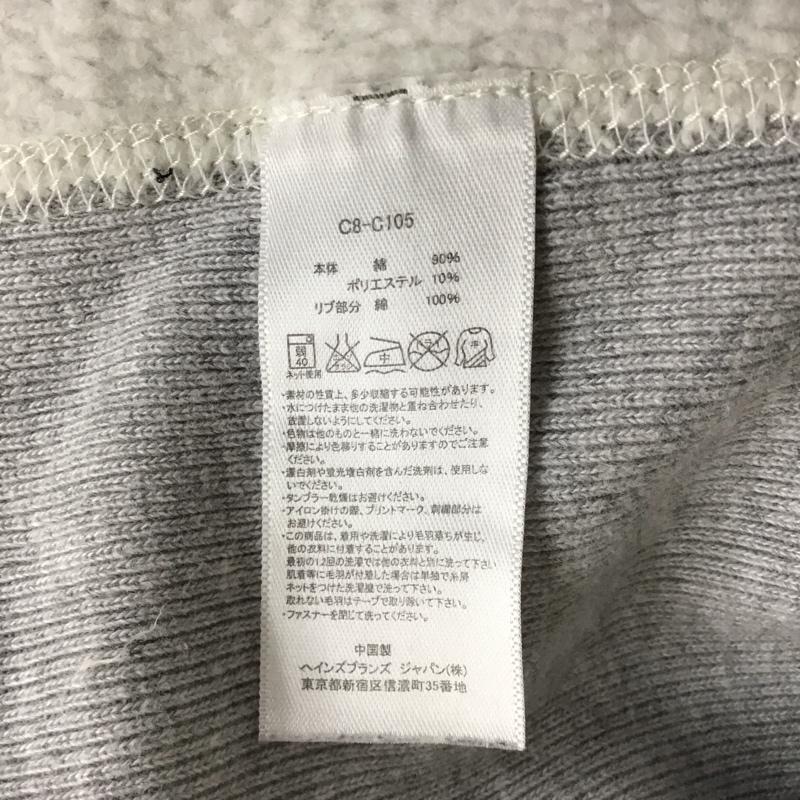 C8-C105
本体 綿 90%
ポリエステル 10%
リブ部分 綿 100%
弱
40
ネット使用
中
中
・素材の性質上、多少収縮する可能性があります。
・水につけたまま他の洗濯物と重ね合わせたり、
放置しないようにしてください。
・色物は他のものと一緒に洗わないでください。
・摩擦により色移りすることがありますのでご注意
ください。
・漂白剤や蛍光増白剤を含んだ洗剤は、使用しな
いでください。
・タンブラー乾燥はお避けください。
・アイロン掛けの際、プリントマーク、刺繍部分は
お避けください。
・この商品は、着用や洗濯により毛羽落ちが生じ、
他の衣料に付着することがあります。
最初の1,2回の洗濯では他の衣料と別に洗って下さい
肌着等に毛羽が付着した場合は単独で糸屑
ネットをつけた洗濯機で洗って下さい。
取れない毛羽はテープで取り除いて下さい。
・ファスナーを閉じて洗ってください。
中国製
ヘインズブランズ ジャパン(株)
東京都新宿区信濃町35番地